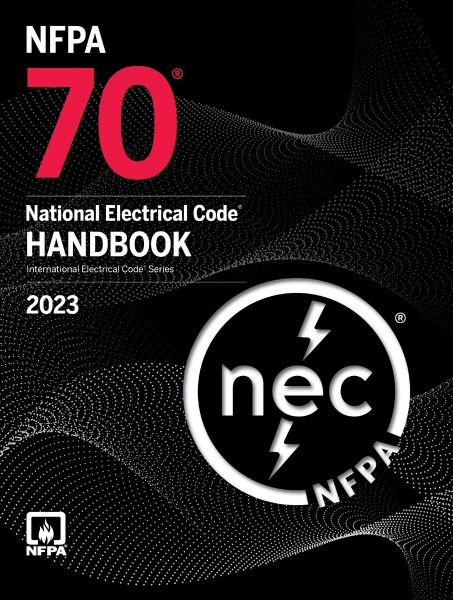 NFPA
70®
National Electrical Code®
HANDBOOK
International Electrical Code® Series
2023
nec®
NFPA
NFPA